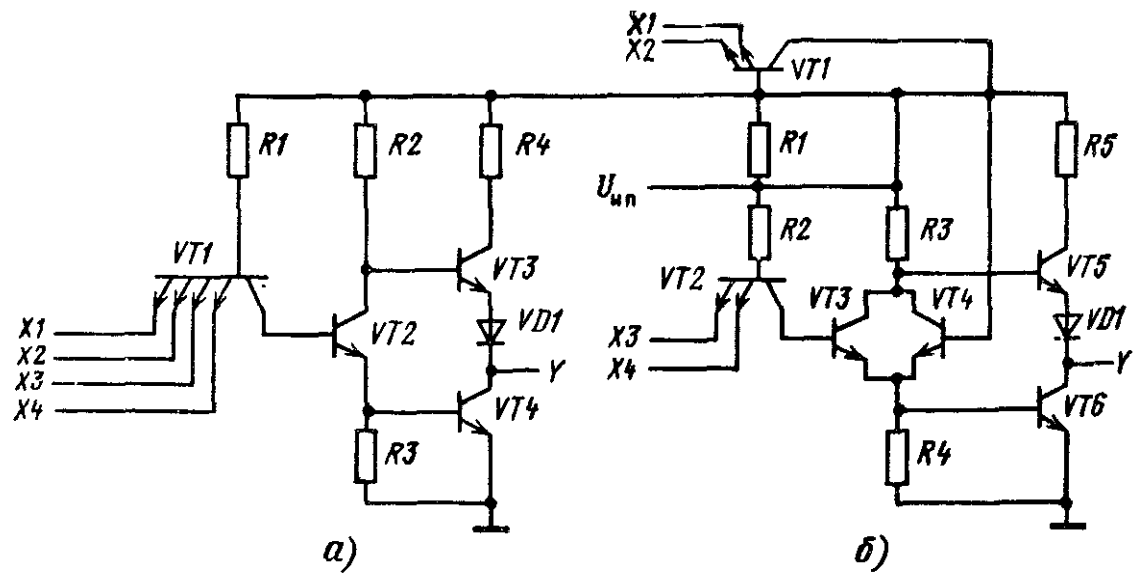 X1
X2
VT1
R1
R2
R4
VT1
VT3
VD1
VT2
X1
X2
X3
X4
Y
VT4
R3
а)
R1
R5
Uип
R2
R3
VT2
VT3
VT4
VT5
VD1
X3
X4
Y
VT6
R4
б)